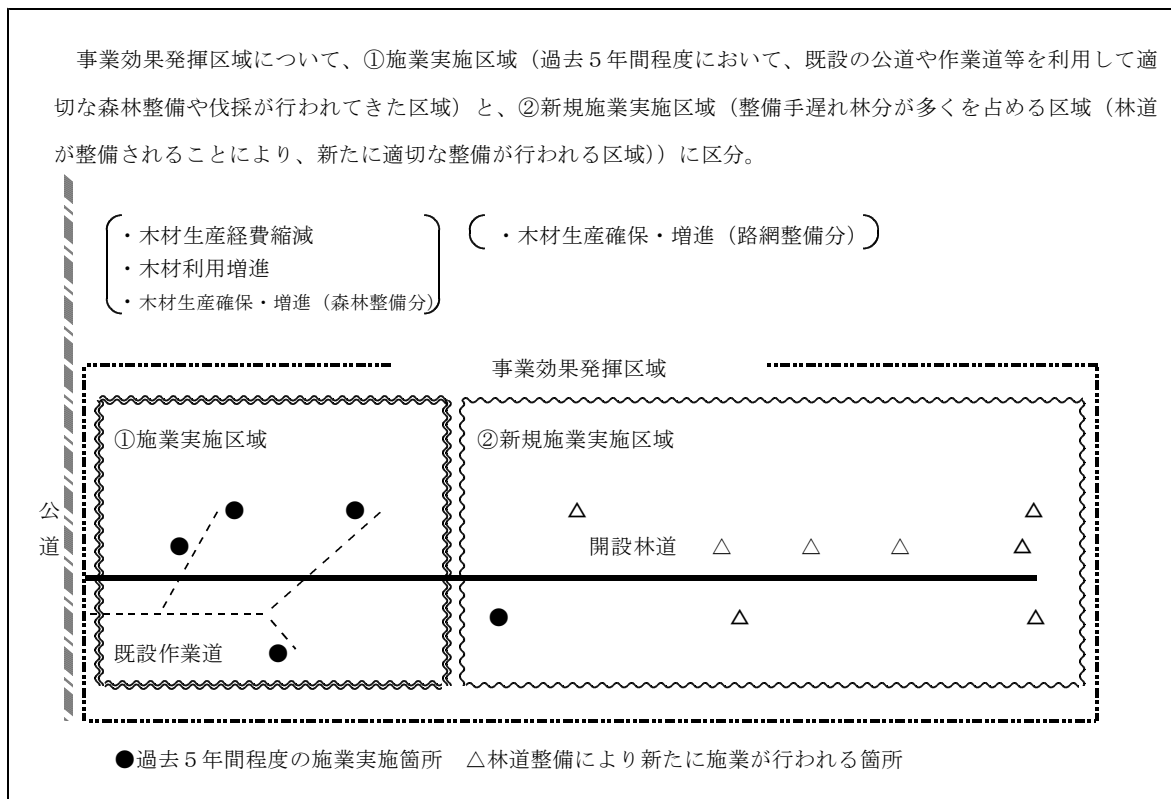 事業効果発揮区域について、①施業実施区域（過去５年間程度において、既設の公道や作業道等を利用して適
切な森林整備や伐採が行われてきた区域）と、②新規施業実施区域（整備手遅れ林分が多くを占める区域（林道
が整備されることにより、新たに適切な整備が行われる区域））に区分。
・木材生産経費縮減
・木材利用増進
・木材生産確保・増進（森林整備分）
・木材生産確保・増進（路網整備分）
事業効果発揮区域
①施業実施区域
②新規施業実施区域
公道
開設林道
既設作業道
●過去５年間程度の施業実施箇所　△林道整備により新たに施業が行われる箇所